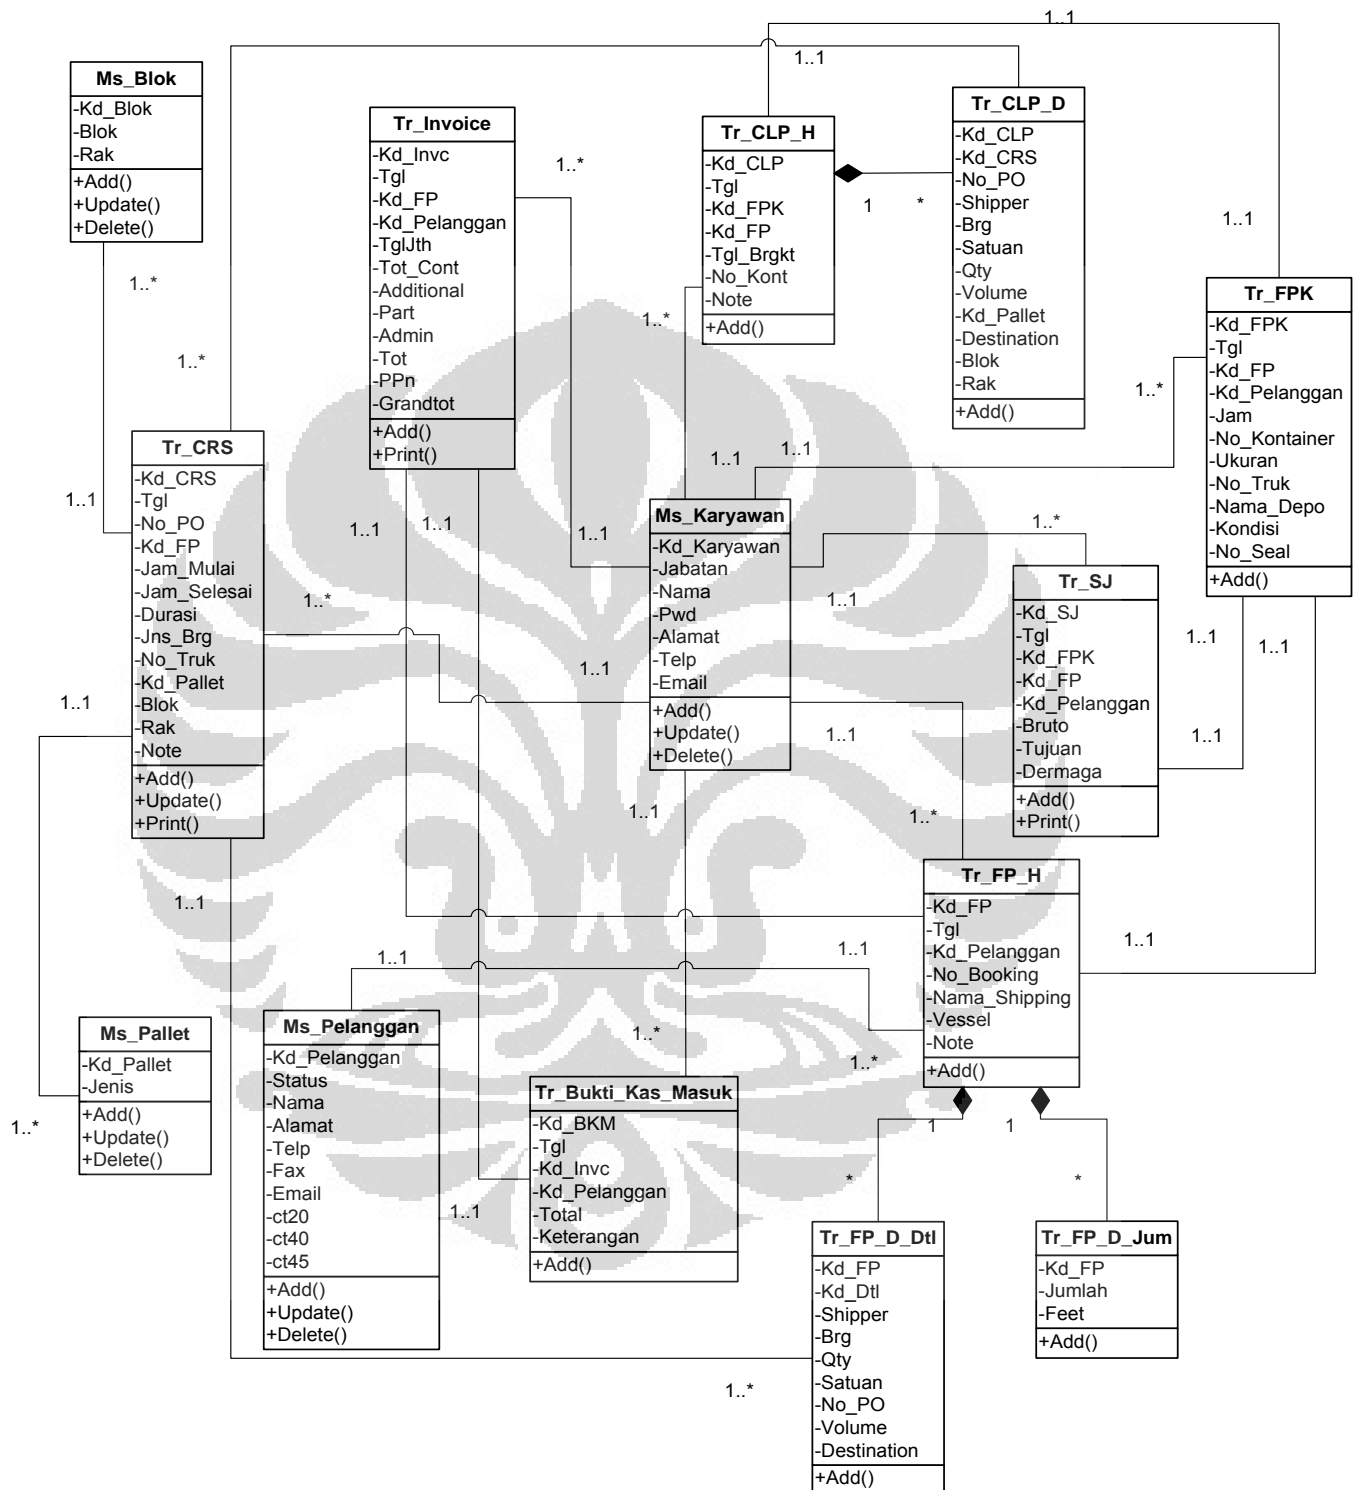 Ms_Blok
-Kd_Blok
-Blok
-Rak
+Add()
+Update()
+Delete()
1..*
1..1
Tr_Invoice
-Kd_Invc
-Tgl
-Kd_FP
-Kd_Pelanggan
-TglJth
-Tot_Cont
-Additional
-Part
-Admin
-Tot
-PPn
-Grandtot
+Add()
+Print()
1..*
1..1
1..1
1..1
Tr_CLP_H
-Kd_CLP
-Tgl
-Kd_FPK
-Kd_FP
-Tgl_Brgkt
-No_Kont
-Note
+Add()
1
*
1..*
1..1
1..1
1..1
Tr_CLP_D
-Kd_CLP
-Kd_CRS
-No_PO
-Shipper
-Brg
-Satuan
-Qty
-Volume
-Kd_Pallet
-Destination
-Blok
-Rak
+Add()
1..1
Tr_FPK
-Kd_FPK
-Tgl
-Kd_FP
-Kd_Pelanggan
-Jam
-No_Kontainer
-Ukuran
-No_Truk
-Nama_Depo
-Kondisi
-No_Seal
+Add()
1..*
1..1
1..1
1..1
Tr_CRS
-Kd_CRS
-Tgl
-No_PO
-Kd_FP
-Jam_Mulai
-Jam_Selesai
-Durasi
-Jns_Brg
-No_Truk
-Kd_Pallet
-Blok
-Rak
-Note
+Add()
+Update()
+Print()
1..*
1..*
1..1
1..1
Ms_Karyawan
-Kd_Karyawan
-Jabatan
-Nama
-Pwd
-Alamat
-Telp
-Email
+Add()
+Update()
+Delete()
1..1
1..1
1..1
1..1
Tr_SJ
-Kd_SJ
-Tgl
-Kd_FPK
-Kd_FP
-Kd_Pelanggan
-Bruto
-Tujuan
-Dermaga
+Add()
+Print()
1..*
1..1
Tr_FP_H
-Kd_FP
-Tgl
-Kd_Pelanggan
-No_Booking
-Nama_Shipping
-Vessel
-Note
+Add()
1..*
1..1
1..1
1..*
1
1
*
*
Ms_Pallet
-Kd_Pallet
-Jenis
+Add()
+Update()
+Delete()
1..*
Ms_Pelanggan
-Kd_Pelanggan
-Status
-Nama
-Alamat
-Telp
-Fax
-Email
-ct20
-ct40
-ct45
+Add()
+Update()
+Delete()
1..1
1..1
Tr_Bukti_Kas_Masuk
-Kd_BKM
-Tgl
-Kd_Invc
-Kd_Pelanggan
-Total
-Keterangan
+Add()
1..*
Tr_FP_D_Dtl
-Kd_FP
-Kd_Dtl
-Shipper
-Brg
-Qty
-Satuan
-No_PO
-Volume
-Destination
+Add()
1..*
Tr_FP_D_Jum
-Kd_FP
-Jumlah
-Feet
+Add()